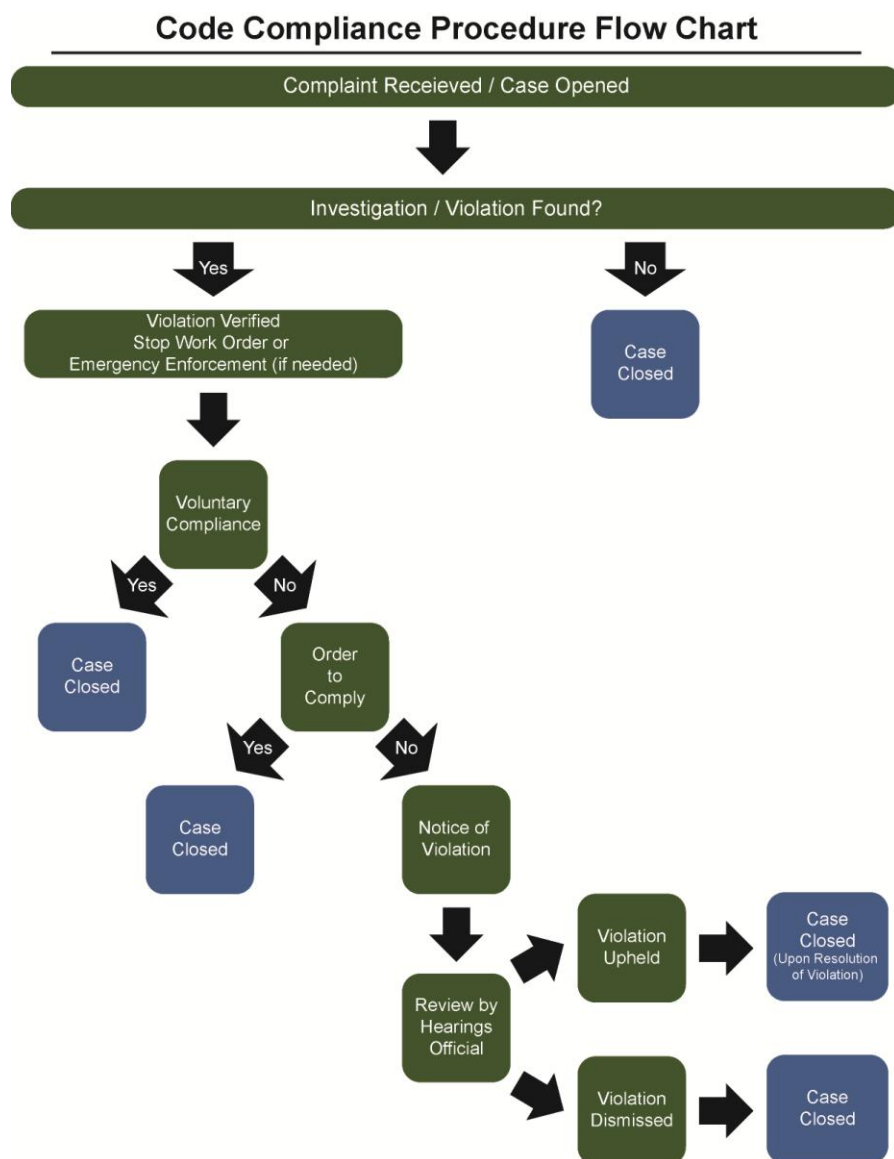 Code Compliance Procedure Flow Chart
Complaint Receieved / Case Opened
Investigation / Violation Found?
Yes
No
Violation Verified
Stop Work Order or
Emergency Enforcement (if needed)
Case
Closed
Voluntary
Compliance
Yes
No
Case
Closed
Order
to
Comply
Yes
No
Case
Closed
Notice of
Violation
Violation
Upheld
Case
Closed
(Upon Resolution
of Violation)
Review by
Hearings
Official
Violation
Dismissed
Case
Closed